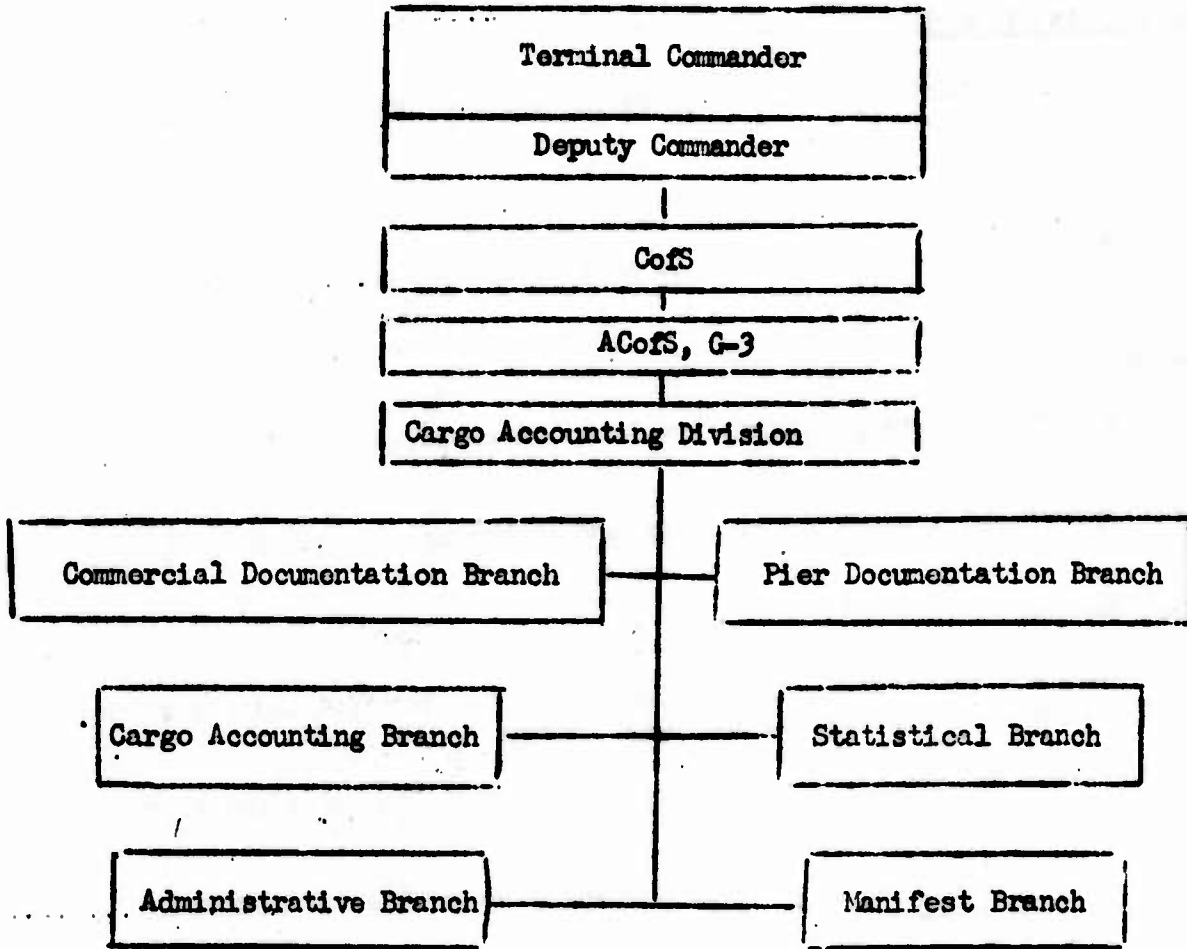 Terminal Commander
Deputy Commander
CofS
ACofS, G-3
Cargo Accounting Division
Commercial Documentation Branch
Pier Documentation Branch
Cargo Accounting Branch
Statistical Branch
Administrative Branch
Manifest Branch